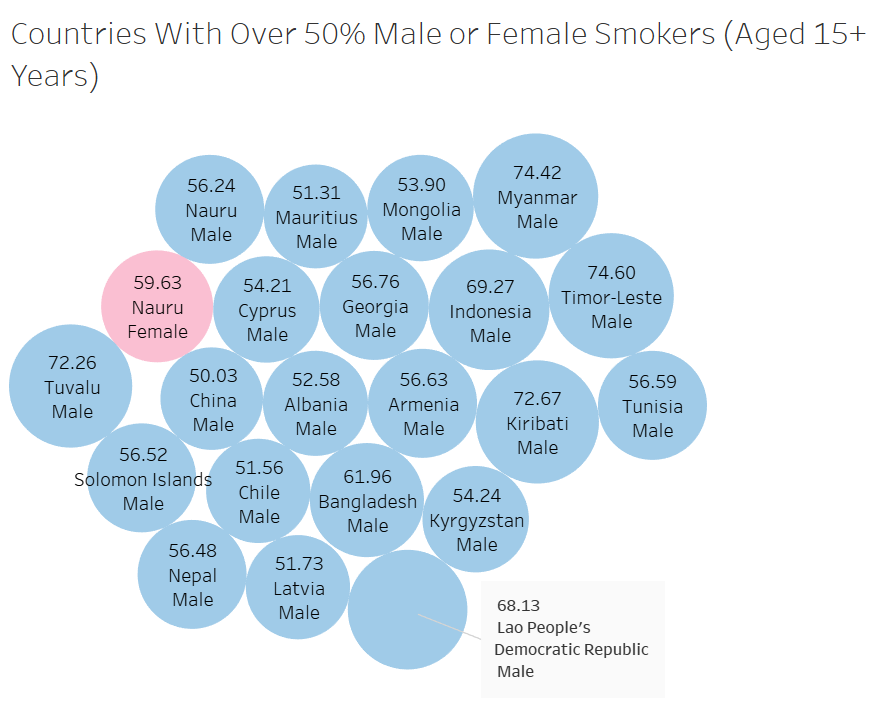 Countries With Over 50% Male or Female Smokers (Aged 15+
Years)
56.24
Nauru
Male
51.31
Mauritius
Male
53.90
Mongolia
Male
74.42
Myanmar
Male
59.63
Nauru
Female
54.21
Cyprus
Male
56.76
Georgia
Male
69.27
Indonesia
Male
74.60
Timor-Leste
Male
72.26
Tuvalu
Male
50.03
China
Male
52.58
Albania
Male
56.63
Armenia
Male
72.67
Kiribati
Male
56.59
Tunisia
Male
56.52
Solomon Islands
Male
51.56
Chile
Male
61.96
Bangladesh
Male
54.24
Kyrgyzstan
Male
56.48
Nepal
Male
51.73
Latvia
Male
68.13
Lao People’s
Democratic Republic
Male